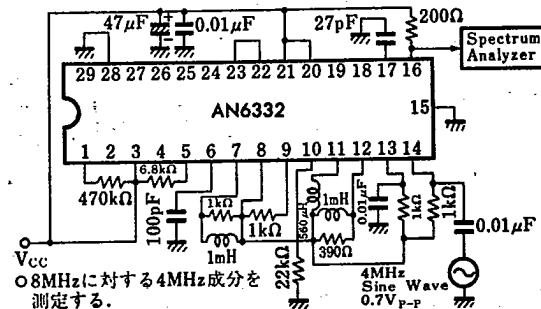 47μF
0.01μF
27pF
200Ω
Spectrum
Analyzer
29 28 27 26 25 24 23 22 21 20 19 18 17 16
AN6332
15
1 2 3 4 5 6 7 8 9 10 11 12 13 14
470kΩ
6.8kΩ
100pF
1kΩ
1mH
1kΩ
22kΩ
560μH
1mH
390Ω
0.01μF
1kΩ
1kΩ
0.01μF
VCC
4MHz
Sine Wave
0.7VP-P
○8MHzに対する4MHz成分を
測定する.